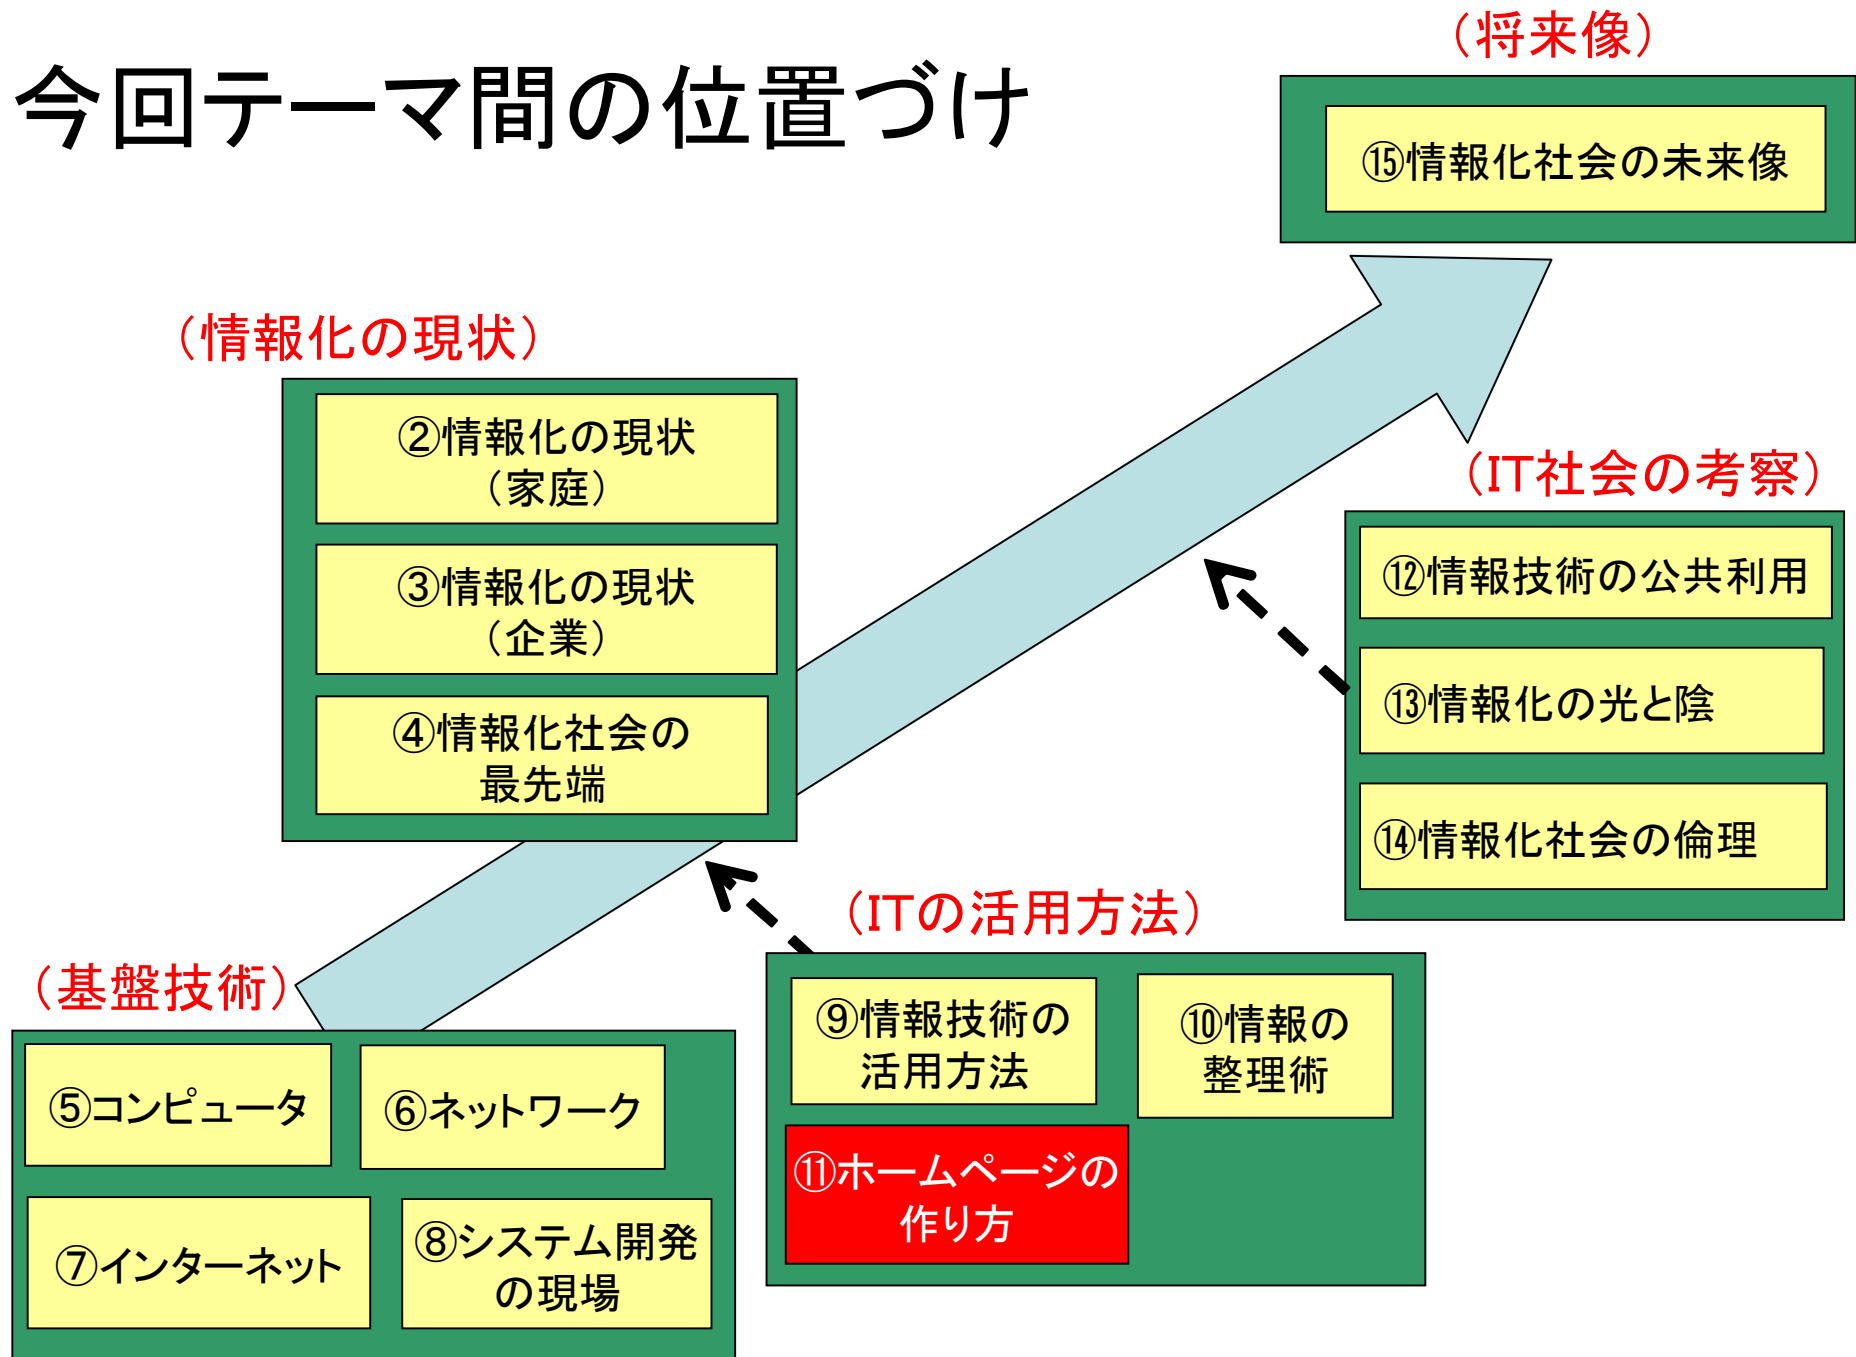 今回テーマ間の位置づけ
（将来像）
⑮情報化社会の未来像
（情報化の現状）
②情報化の現状
（家庭）
③情報化の現状
（企業）
④情報化社会の
最先端
（IT社会の考察）
⑫情報技術の公共利用
⑬情報化の光と陰
⑭情報化社会の倫理
（ITの活用方法）
⑨情報技術の
活用方法
⑩情報の
整理術
⑪ホームページの
作り方
（基盤技術）
⑤コンピュータ
⑥ネットワーク
⑦インターネット
⑧システム開発
の現場